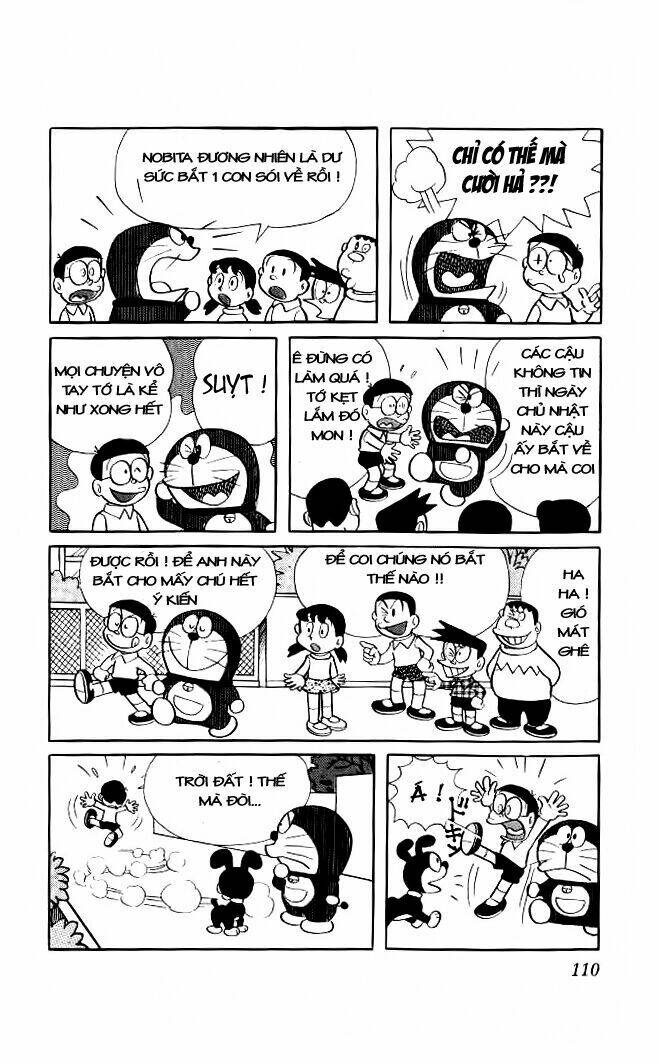 NOBITA ĐƯƠNG NHIÊN LÀ DƯ
SỨC BẮT 1 CON SÓI VỀ RỒI !
CHỈ CÓ THẾ MÀ
CƯỜI HẢ ??!
MỌI CHUYỆN VÔ
TAY TỚ LÀ KỂ
NHƯ XONG HẾT
SUỴT !
Ê ĐỪNG CÓ
LÀM QUÁ !
TỚ KẸT
LẮM ĐÓ
MON !
CÁC CẬU
KHÔNG TIN
THÌ NGÀY
CHỦ NHẬT
NÀY CẬU
ẤY BẮT VỀ
CHO MÀ COI
ĐƯỢC RỒI ! ĐỂ ANH NÀY
BẮT CHO MẤY CHÚ HẾT
Ý KIẾN
ĐỂ COI CHÚNG NÓ BẮT
THẾ NÀO !!
HA
HA !
GIÓ
MÁT
GHÊ
TRỜI ĐẤT ! THẾ
MÀ ĐÒI...
Á !
110